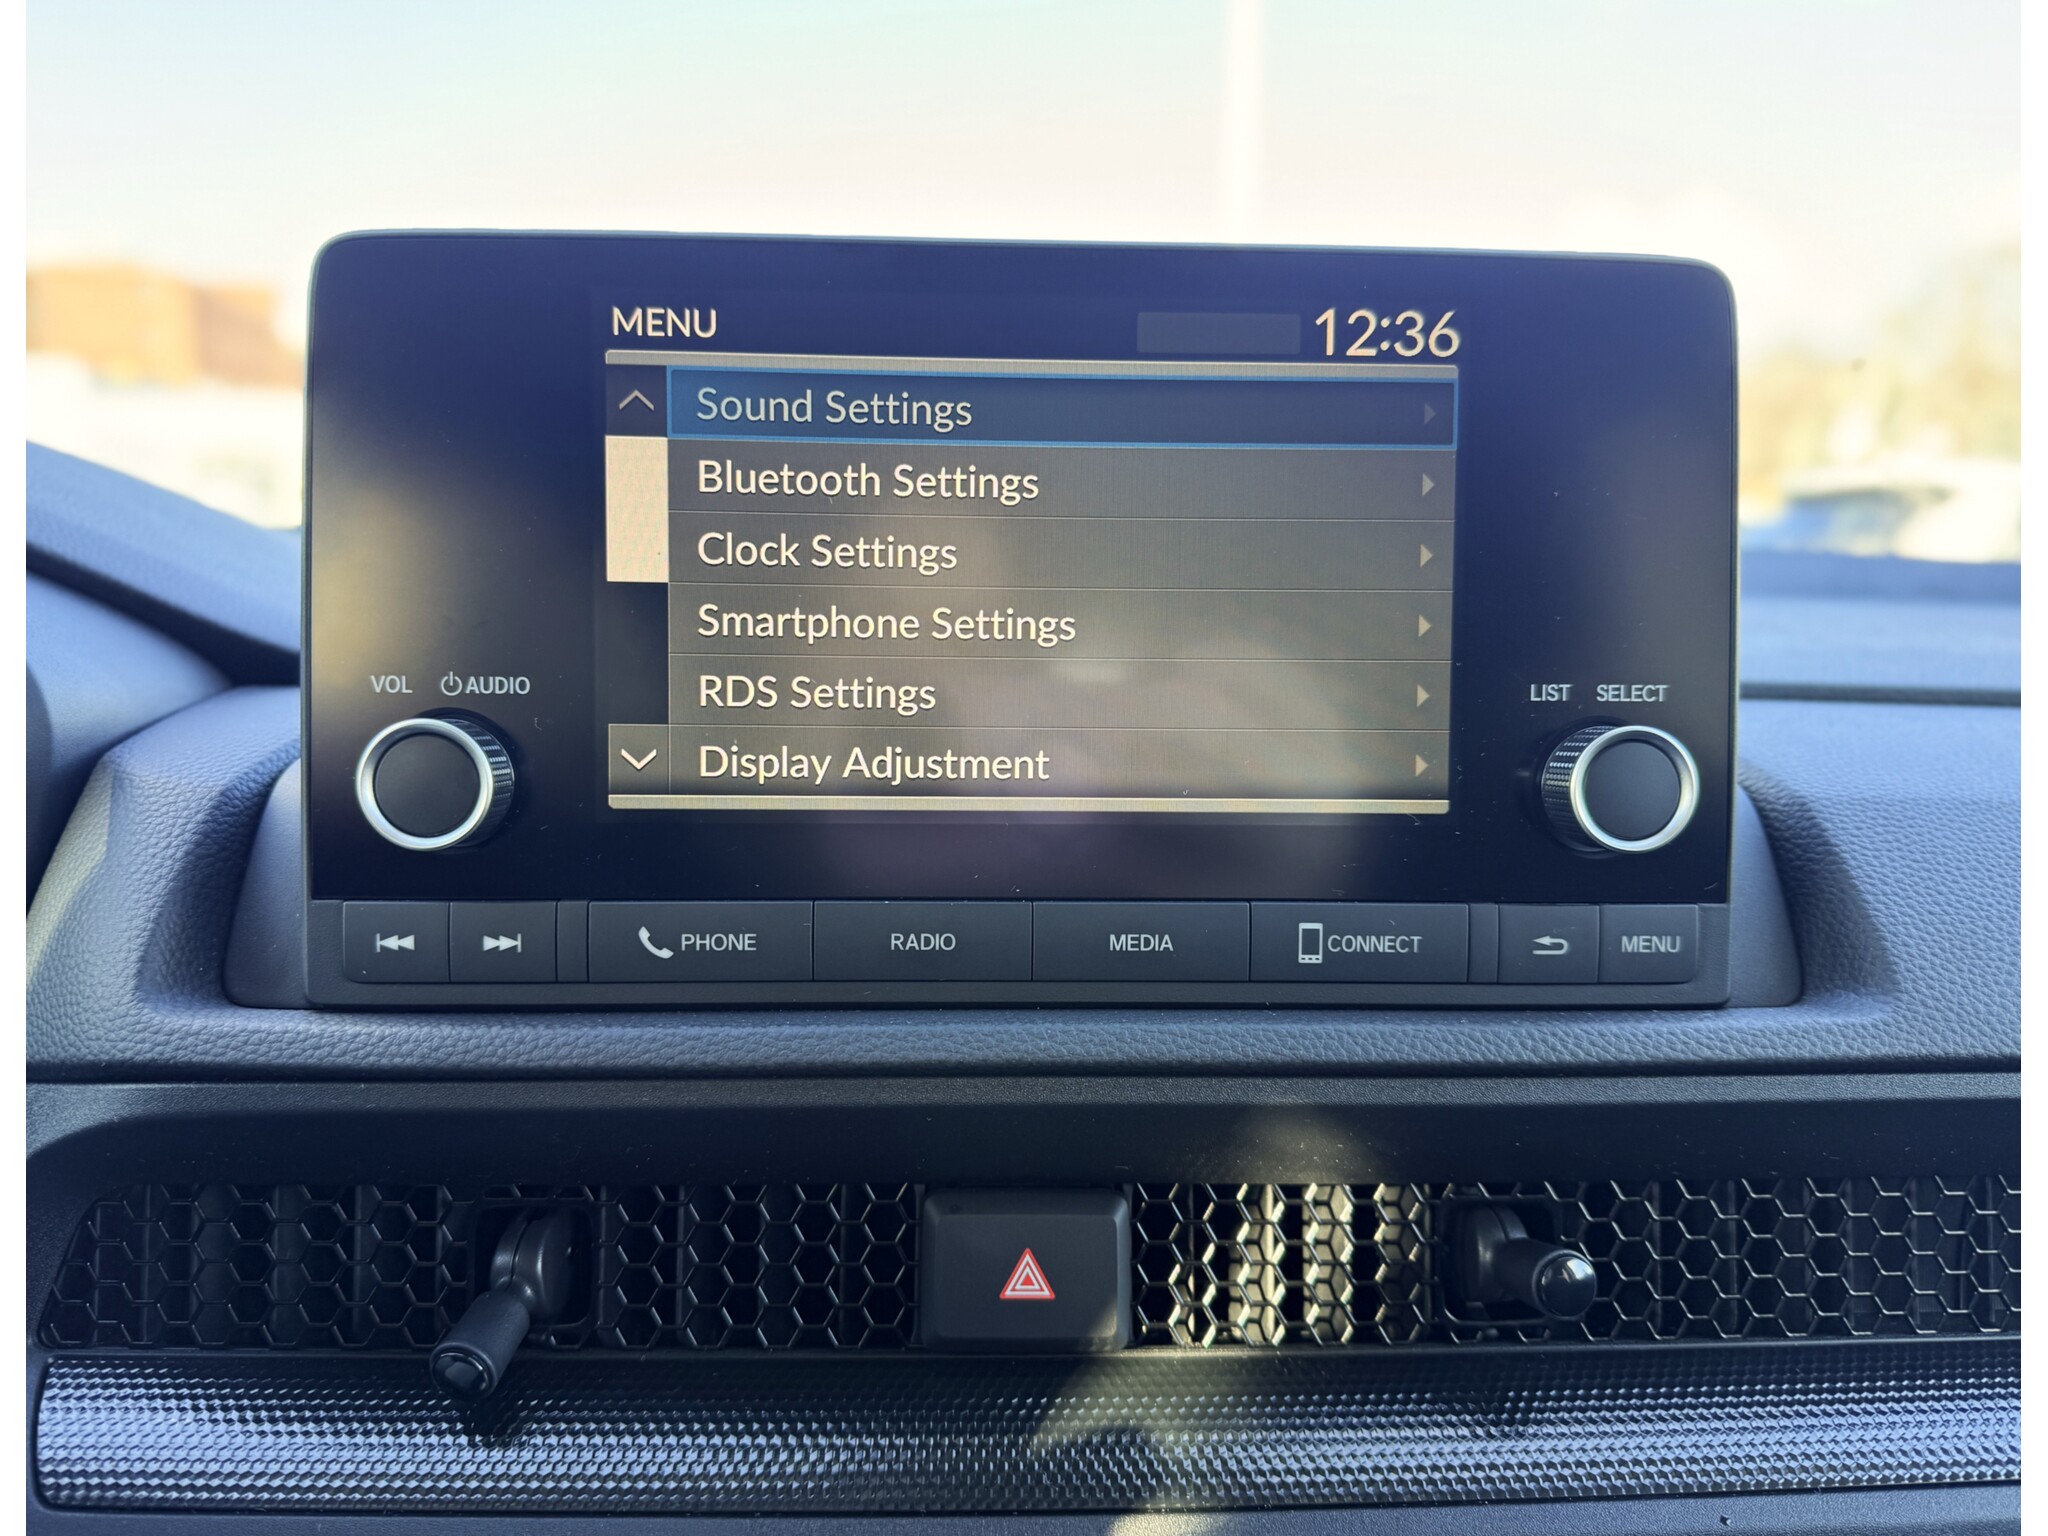 MENU 12:36
Sound Settings
Bluetooth Settings
Clock Settings
Smartphone Settings
RDS Settings
Display Adjustment
VOL AUDIO
LIST SELECT
PHONE RADIO MEDIA CONNECT MENU